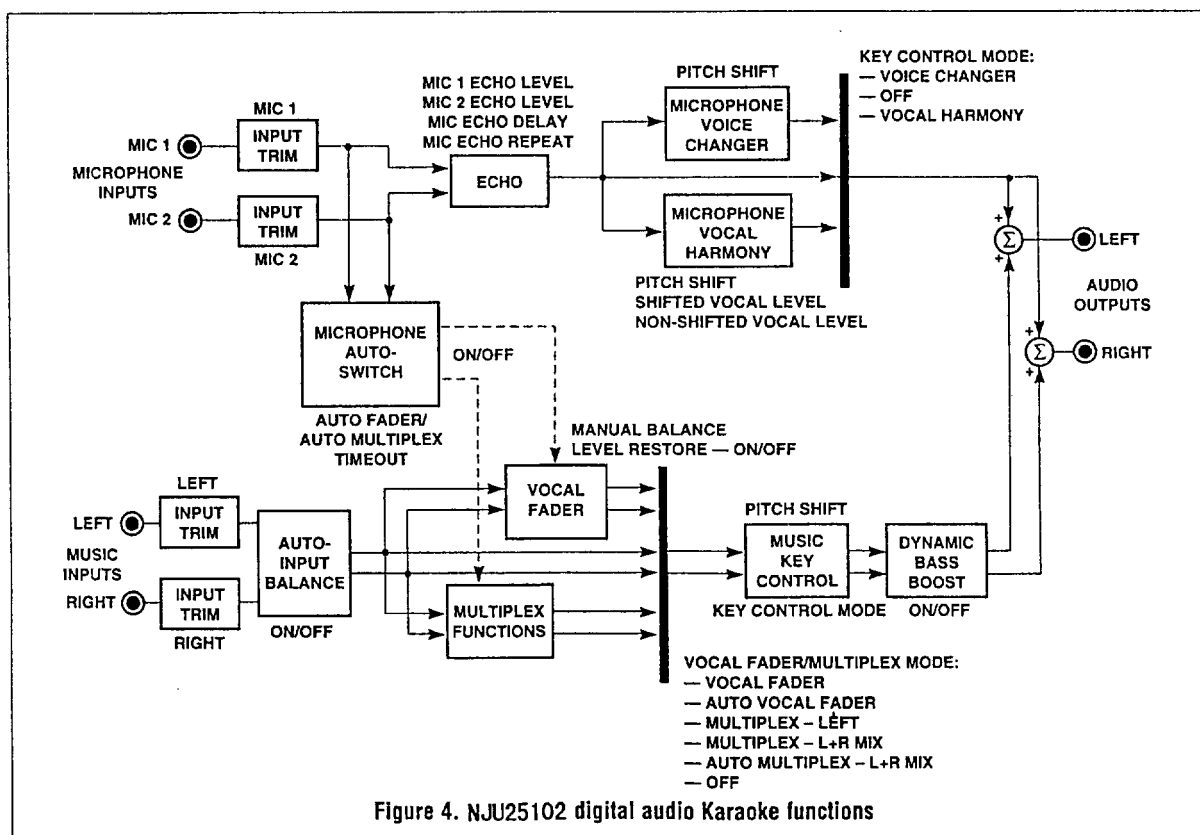 KEY CONTROL MODE:
— VOICE CHANGER
— OFF
— VOCAL HARMONY
MIC 1 ECHO LEVEL
MIC 2 ECHO LEVEL
MIC ECHO DELAY
MIC ECHO REPEAT
PITCH SHIFT
MICROPHONE
VOICE
CHANGER
MIC 1
MIC 1
INPUT
TRIM
MICROPHONE
INPUTS
ECHO
MIC 2
INPUT
TRIM
MIC 2
MICROPHONE
VOCAL
HARMONY
PITCH SHIFT
SHIFTED VOCAL LEVEL
NON-SHIFTED VOCAL LEVEL
+
Σ
+
LEFT
AUDIO
OUTPUTS
+
Σ
+
RIGHT
MICROPHONE
AUTO-
SWITCH
ON/OFF
AUTO FADER/
AUTO MULTIPLEX
TIMEOUT
MANUAL BALANCE
LEVEL RESTORE — ON/OFF
VOCAL
FADER
LEFT
LEFT
INPUT
TRIM
MUSIC
INPUTS
RIGHT
INPUT
TRIM
RIGHT
AUTO-
INPUT
BALANCE
ON/OFF
MULTIPLEX
FUNCTIONS
PITCH SHIFT
MUSIC
KEY
CONTROL
KEY CONTROL MODE
DYNAMIC
BASS
BOOST
ON/OFF
VOCAL FADER/MULTIPLEX MODE:
— VOCAL FADER
— AUTO VOCAL FADER
— MULTIPLEX – LEFT
— MULTIPLEX – L+R MIX
— AUTO MULTIPLEX – L+R MIX
— OFF
Figure 4. NJU25102 digital audio Karaoke functions